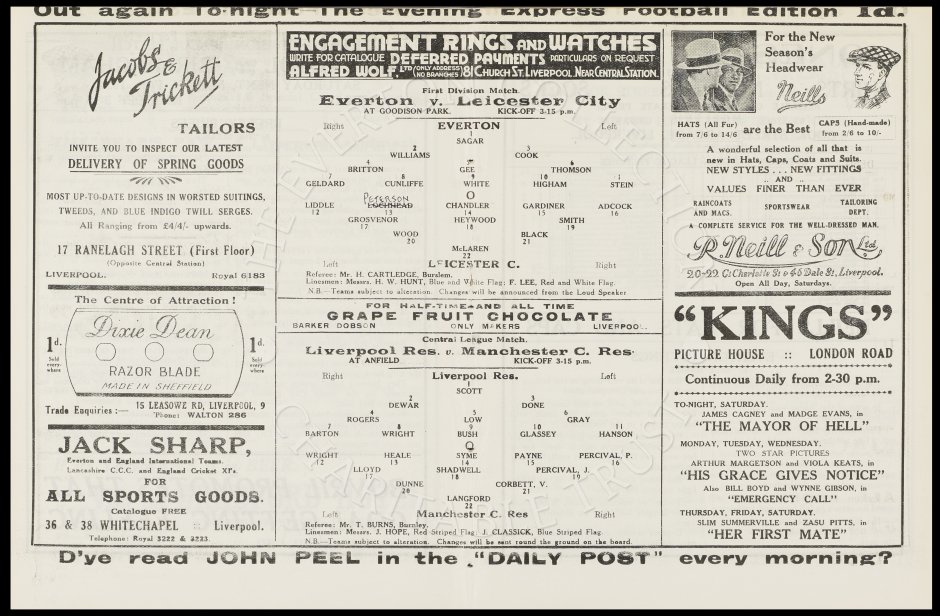 Out again To-night—The Evening Express Football Edition 1d.
Jacobs &
Trickett
TAILORS
INVITE YOU TO INSPECT OUR LATEST
DELIVERY OF SPRING GOODS
MOST UP-TO-DATE DESIGNS IN WORSTED SUITINGS,
TWEEDS, AND BLUE INDIGO TWILL SERGES.
All Ranging from £4/4/- upwards.
17 RANELAGH STREET (First Floor)
(Opposite Central Station)
LIVERPOOL. Royal 6183
The Centre of Attraction!
Dixie Dean
RAZOR BLADE
MADE IN SHEFFIELD
1d.
Sold
every-
where
1d.
Sold
every-
where
Trade Enquiries:— 15 LEASOWE RD, LIVERPOOL, 9
'Phone: WALTON 286
JACK SHARP,
Everton and England International Teams.
Lancashire C.C.C. and England Cricket XI's.
FOR
ALL SPORTS GOODS.
Catalogue FREE
36 & 38 WHITECHAPEL :: Liverpool.
Telephone: Royal 3222 & 3223.
ENGAGEMENT RINGS AND WATCHES
WRITE FOR CATALOGUE DEFERRED PAYMENTS PARTICULARS ON REQUEST
ALFRED WOLF, LTD (ONLY ADDRESS NO BRANCHES) 181 CHURCH ST. LIVERPOOL NEAR CENTRAL STATION.
First Division Match.
Everton v. Leicester City
AT GOODISON PARK. KICK-OFF 3-15 p.m.
Right EVERTON Left
1
SAGAR
2 3
WILLIAMS COOK
4 5 6
BRITTON GEE THOMSON
7 8 9 10 11
GELDARD CUNLIFFE WHITE HIGHAM STEIN
O
PETERSON
LIDDLE LOCHHEAD CHANDLER GARDINER ADCOCK
12 13 14 15 16
GROSVENOR HEYWOOD SMITH
17 18 19
WOOD BLACK
20 21
McLAREN
22
Left LEICESTER C. Right
Referee: Mr. H. CARTLEDGE, Burslem.
Linesmen: Messrs. H. W. HUNT, Blue and White Flag; F. LEE, Red and White Flag.
N.B.—Teams subject to alteration. Changes will be announced from the Loud Speaker
FOR HALF-TIME AND ALL TIME
GRAPE FRUIT CHOCOLATE
BARKER DOBSON ONLY MAKERS LIVERPOOL.
Central League Match.
Liverpool Res. v. Manchester C. Res.
AT ANFIELD KICK-OFF 3-15 p.m.
Right Liverpool Res. Left
1
SCOTT
2 3
DEWAR DONE
4 5 6
ROGERS LOW GRAY
7 8 9 10 11
BARTON WRIGHT BUSH GLASSEY HANSON
O
WRIGHT HEALE SYME PAYNE PERCIVAL, P.
12 13 14 15 16
LLOYD SHADWELL PERCIVAL, J.
17 18 19
DUNNE CORBETT, V.
20 21
LANGFORD
22
Left Manchester C. Res Right
Referee: Mr. T. BURNS, Burnley.
Linesmen: Messrs. J. HOPE, Red Striped Flag: J. CLASSICK, Blue Striped Flag.
N.B.—Teams subject to alteration. Changes will be sent round the ground on the board.
For the New
Season's
Headwear
Neills
HATS (All Fur)
from 7/6 to 14/6
are the Best
CAPS (Hand-made)
from 2/6 to 10/-
A wonderful selection of all that is
new in Hats, Caps, Coats and Suits.
NEW STYLES ... NEW FITTINGS
.. AND ..
VALUES FINER THAN EVER
RAINCOATS
AND MACS.
SPORTSWEAR
TAILORING
DEPT.
A COMPLETE SERVICE FOR THE WELL-DRESSED MAN.
R. Neill & Son Ltd
20-22 Gt Charlotte St & 46 Dale St, Liverpool.
Open All Day, Saturdays.
"KINGS"
PICTURE HOUSE :: LONDON ROAD
Continuous Daily from 2-30 p.m.
TO-NIGHT, SATURDAY.
JAMES CAGNEY and MADGE EVANS, in
"THE MAYOR OF HELL"
MONDAY, TUESDAY, WEDNESDAY.
TWO STAR PICTURES
ARTHUR MARGETSON and VIOLA KEATS, in
"HIS GRACE GIVES NOTICE"
Also BILL BOYD and WYNNE GIBSON, in
"EMERGENCY CALL"
THURSDAY, FRIDAY, SATURDAY.
SLIM SUMMERVILLE and ZASU PITTS, in
"HER FIRST MATE"
D'ye read JOHN PEEL in the "DAILY POST" every morning?